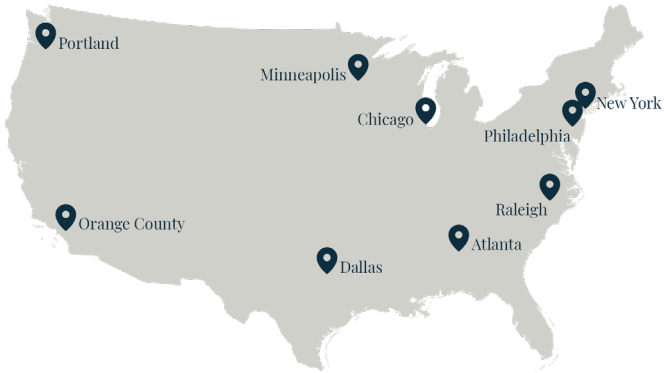 Portland
Minneapolis
New York
Chicago
Philadelphia
Raleigh
Orange County
Atlanta
Dallas